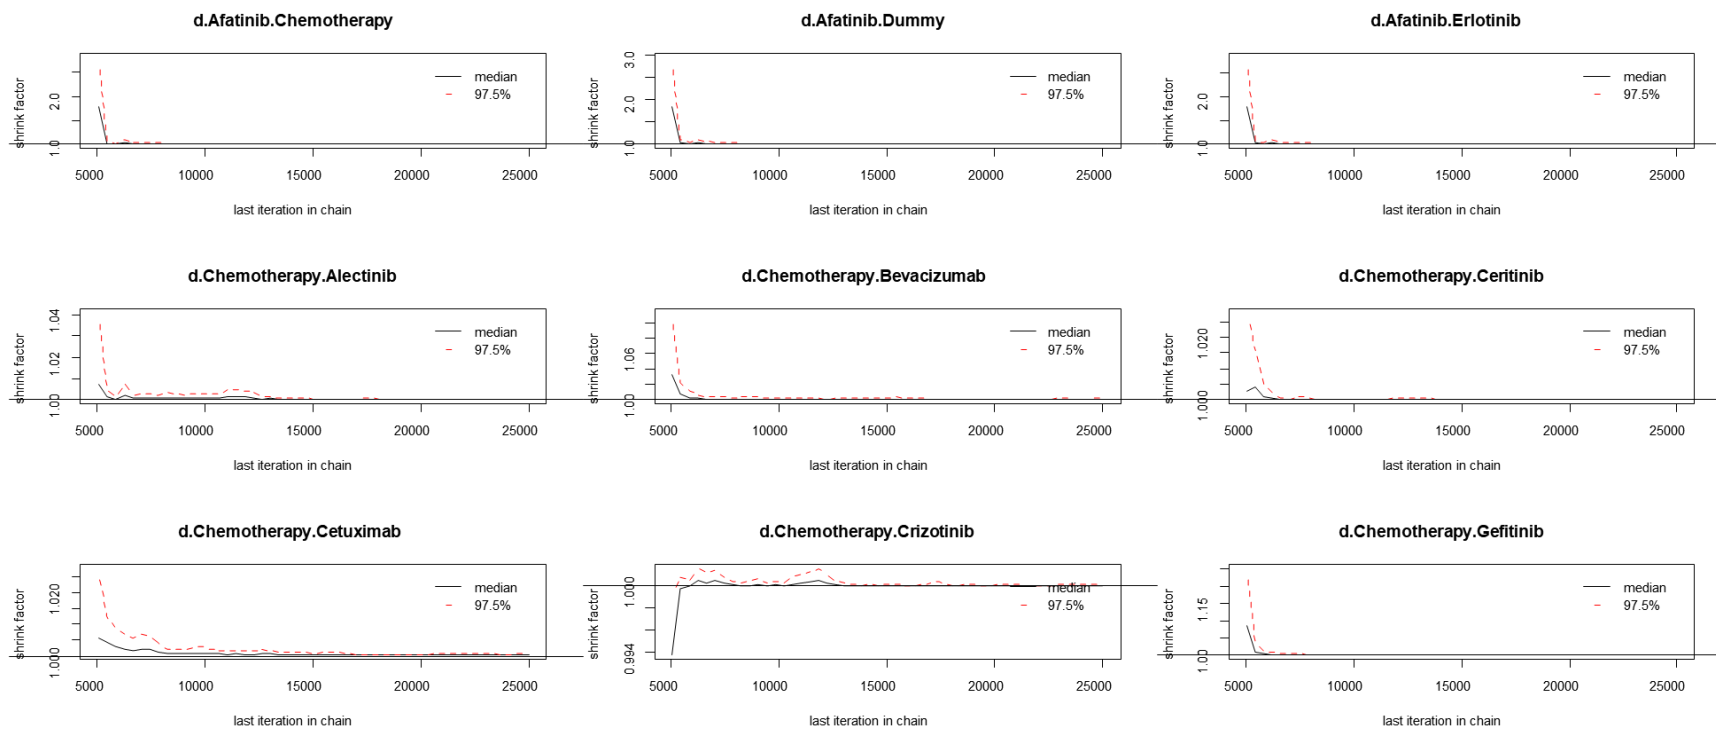 d.Afatinib.Chemotherapy
shrink factor
1.0 2.0
median
97.5%
5000 10000 15000 20000 25000
last iteration in chain
d.Afatinib.Dummy
shrink factor
1.0 2.0 3.0
median
97.5%
5000 10000 15000 20000 25000
last iteration in chain
d.Afatinib.Erlotinib
shrink factor
1.0 2.0
median
97.5%
5000 10000 15000 20000 25000
last iteration in chain
d.Chemotherapy.Alectinib
shrink factor
1.00 1.02 1.04
median
97.5%
5000 10000 15000 20000 25000
last iteration in chain
d.Chemotherapy.Bevacizumab
shrink factor
1.00 1.06
median
97.5%
5000 10000 15000 20000 25000
last iteration in chain
d.Chemotherapy.Ceritinib
shrink factor
1.000 1.020
median
97.5%
5000 10000 15000 20000 25000
last iteration in chain
d.Chemotherapy.Cetuximab
shrink factor
1.000 1.020
median
97.5%
5000 10000 15000 20000 25000
last iteration in chain
d.Chemotherapy.Crizotinib
shrink factor
0.994 1.000
median
97.5%
5000 10000 15000 20000 25000
last iteration in chain
d.Chemotherapy.Gefitinib
shrink factor
1.00 1.15
median
97.5%
5000 10000 15000 20000 25000
last iteration in chain